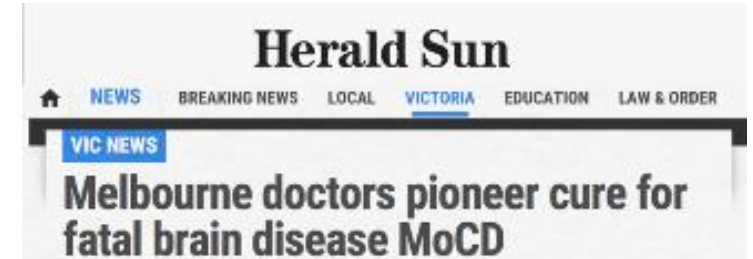 Herald Sun
NEWS BREAKING NEWS LOCAL VICTORIA EDUCATION LAW & ORDER
VIC NEWS
Melbourne doctors pioneer cure for
fatal brain disease MoCD